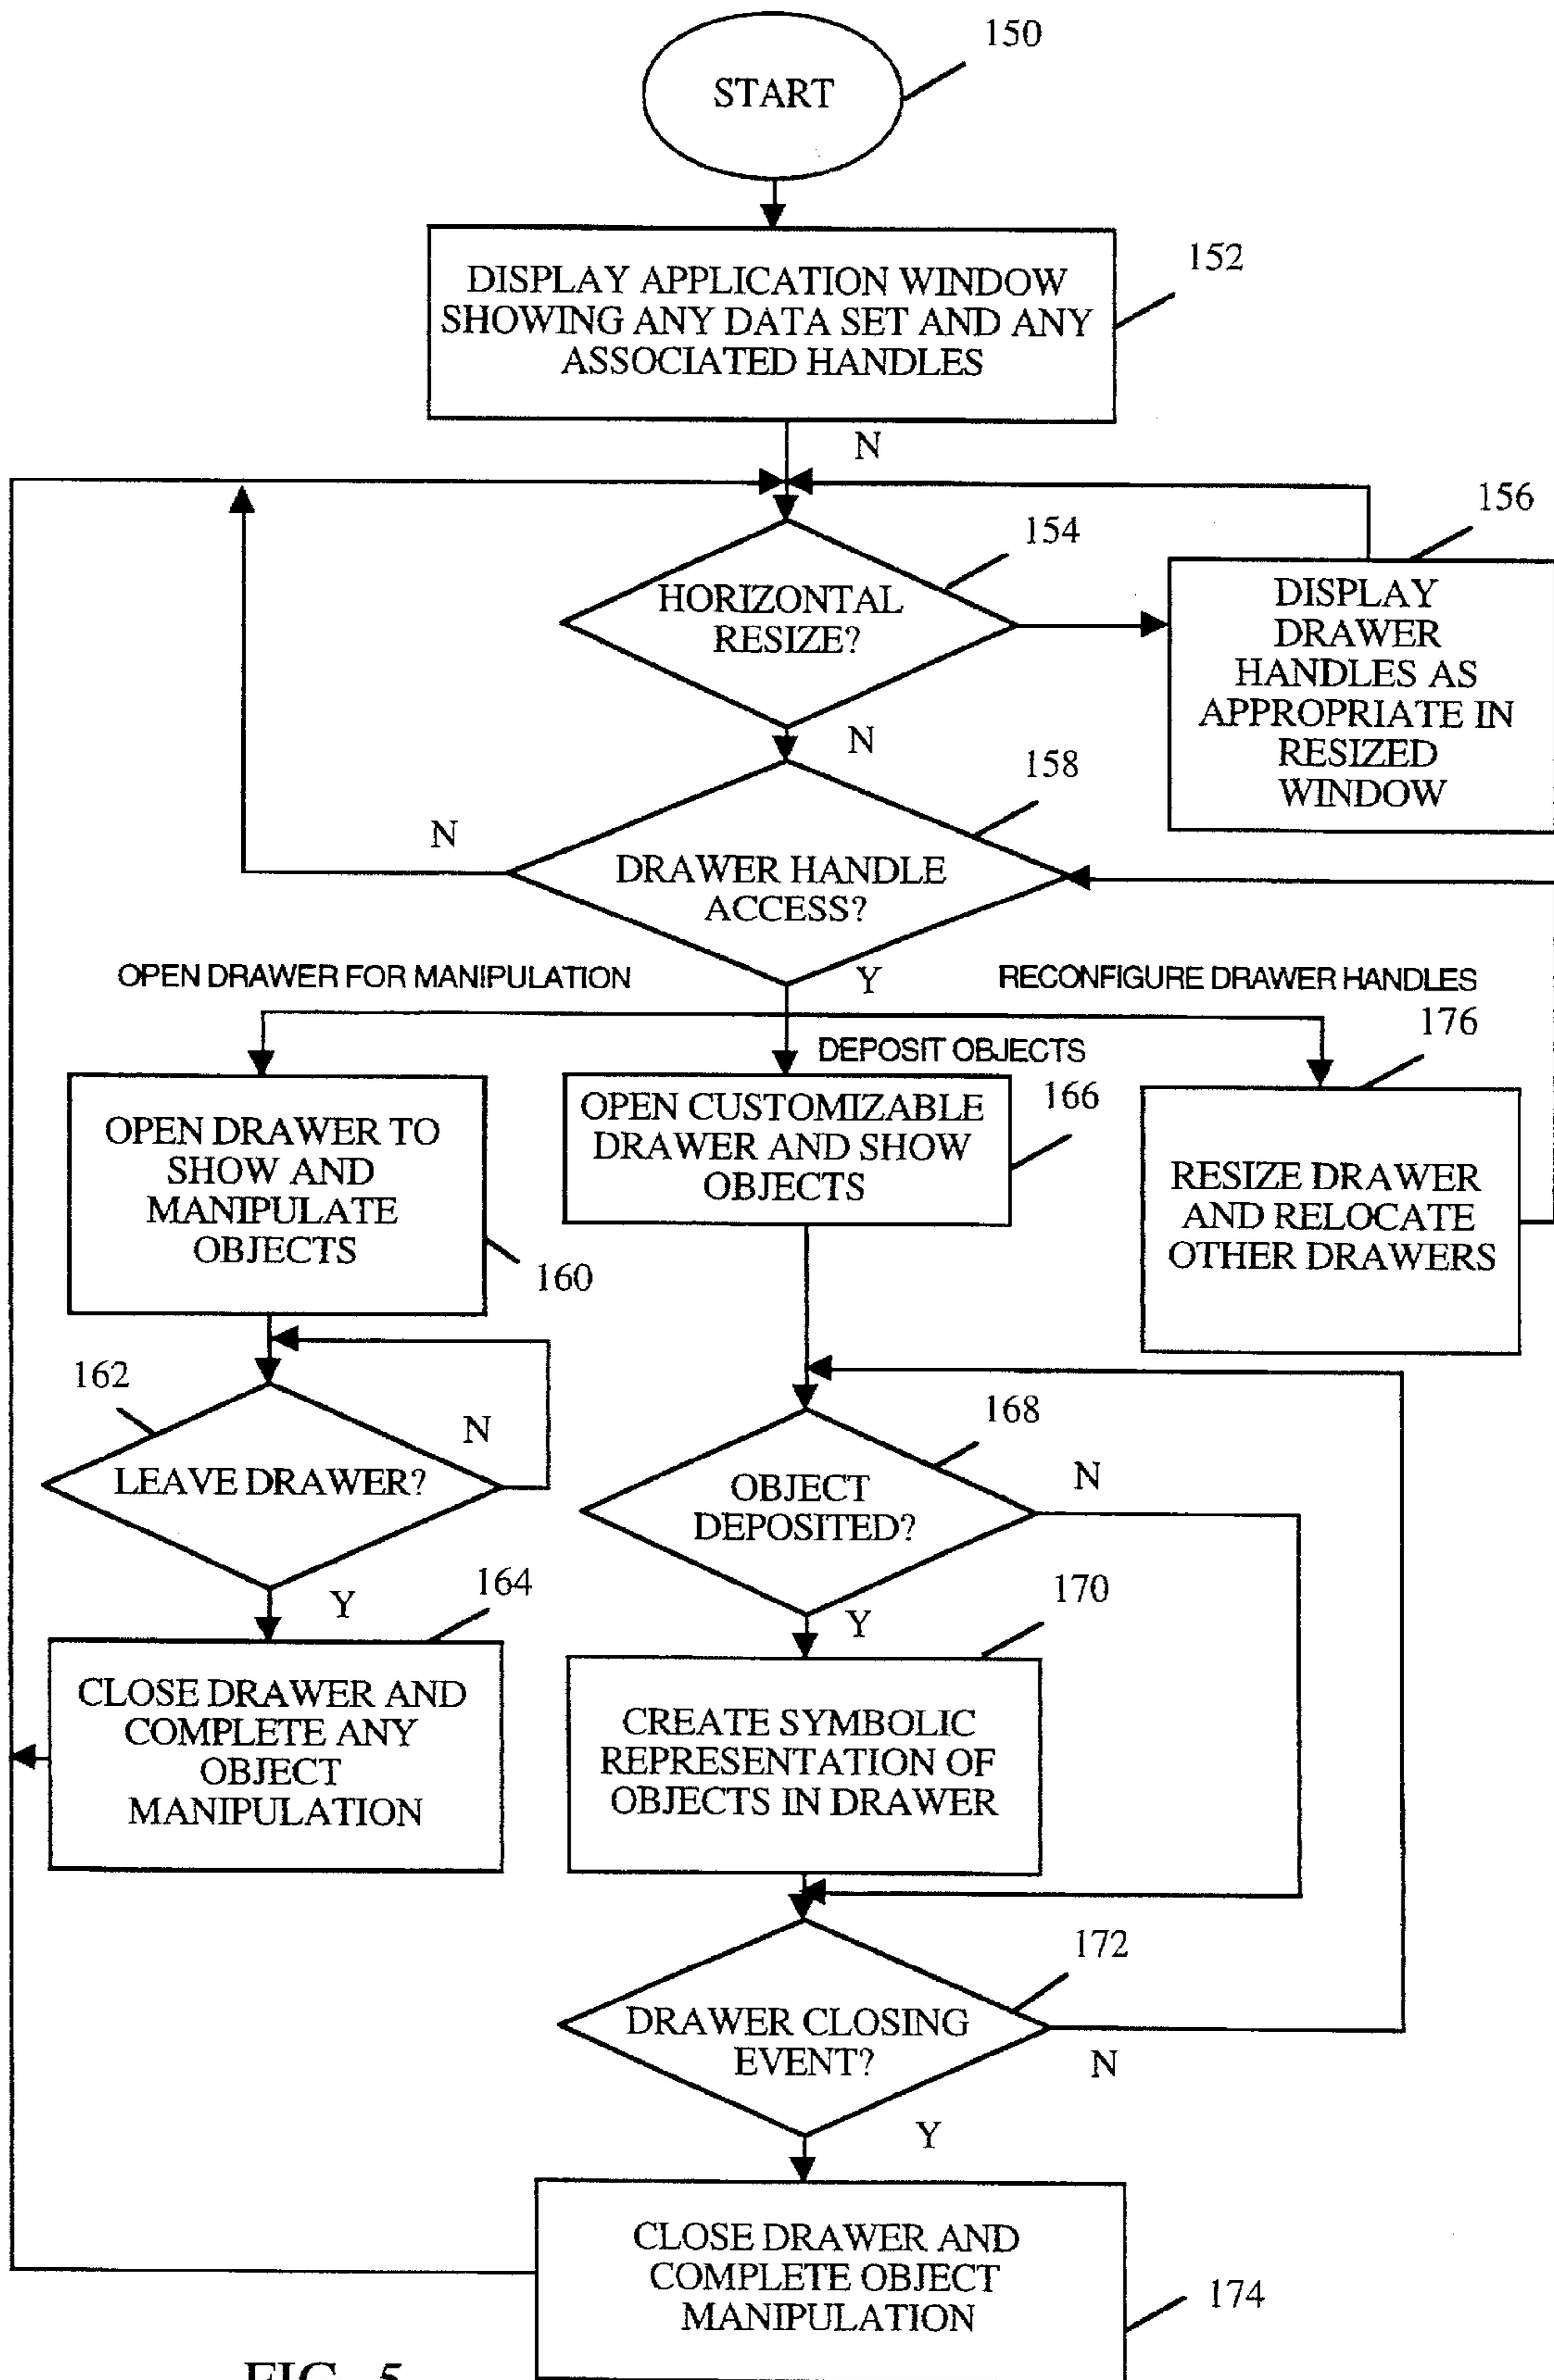 150
START
152
DISPLAY APPLICATION WINDOW
SHOWING ANY DATA SET AND ANY
ASSOCIATED HANDLES
N
156
154
HORIZONTAL
RESIZE?
DISPLAY
DRAWER
HANDLES AS
APPROPRIATE IN
RESIZED
WINDOW
N
158
N
DRAWER HANDLE
ACCESS?
OPEN DRAWER FOR MANIPULATION
Y
RECONFIGURE DRAWER HANDLES
176
DEPOSIT OBJECTS
166
OPEN DRAWER TO
SHOW AND
MANIPULATE
OBJECTS
160
OPEN CUSTOMIZABLE
DRAWER AND SHOW
OBJECTS
RESIZE DRAWER
AND RELOCATE
OTHER DRAWERS
162
N
LEAVE DRAWER?
168
N
OBJECT
DEPOSITED?
164
Y
170
Y
CLOSE DRAWER AND
COMPLETE ANY
OBJECT
MANIPULATION
CREATE SYMBOLIC
REPRESENTATION OF
OBJECTS IN DRAWER
172
DRAWER CLOSING
EVENT?
N
Y
CLOSE DRAWER AND
COMPLETE OBJECT
MANIPULATION
174
FIG. 5